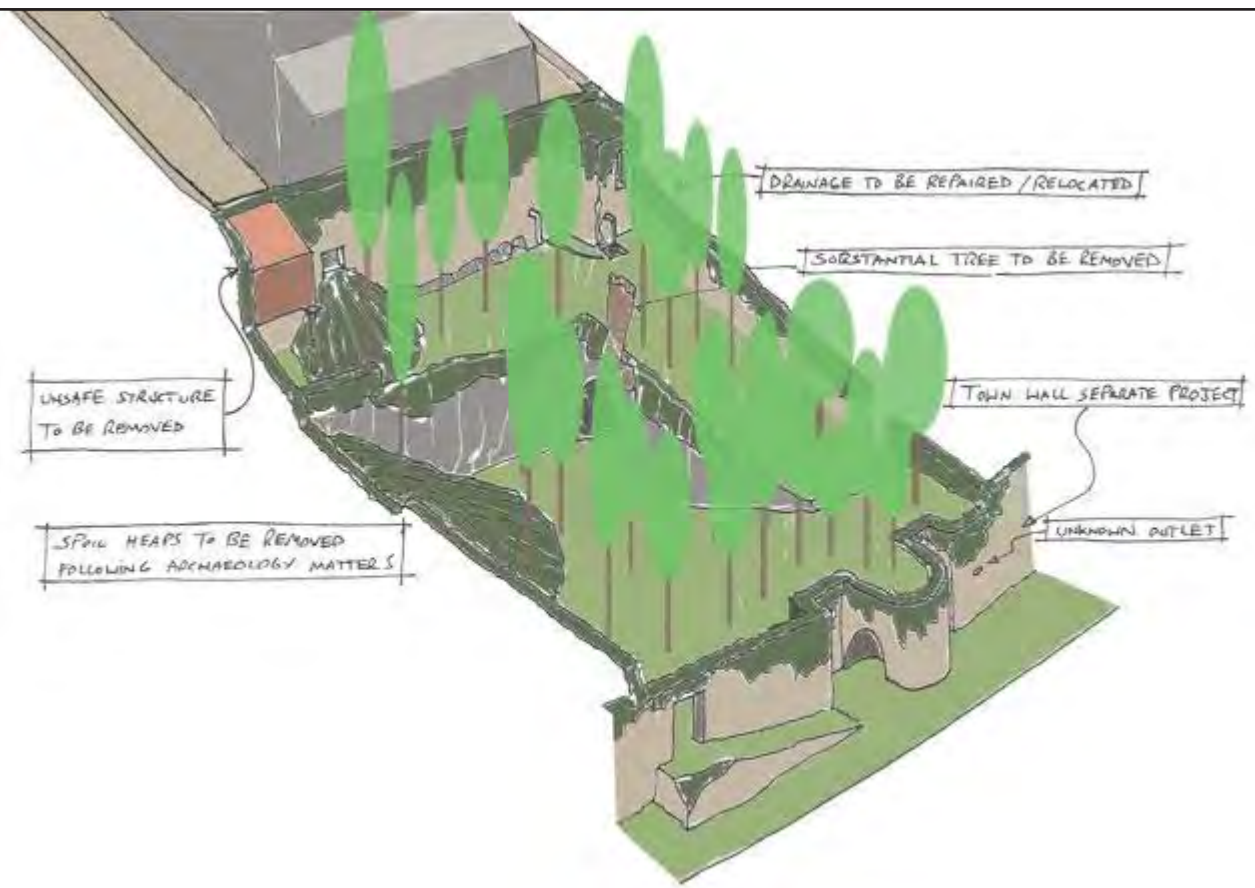 DRAINAGE TO BE REPAIRED / RELOCATED
SUBSTANTIAL TREE TO BE REMOVED
UNSAFE STRUCTURE
TO BE REMOVED
TOWN WALL SEPARATE PROJECT
UNKNOWN OUTLET
SPOIL HEAPS TO BE REMOVED
FOLLOWING ARCHAEOLOGY MATTERS